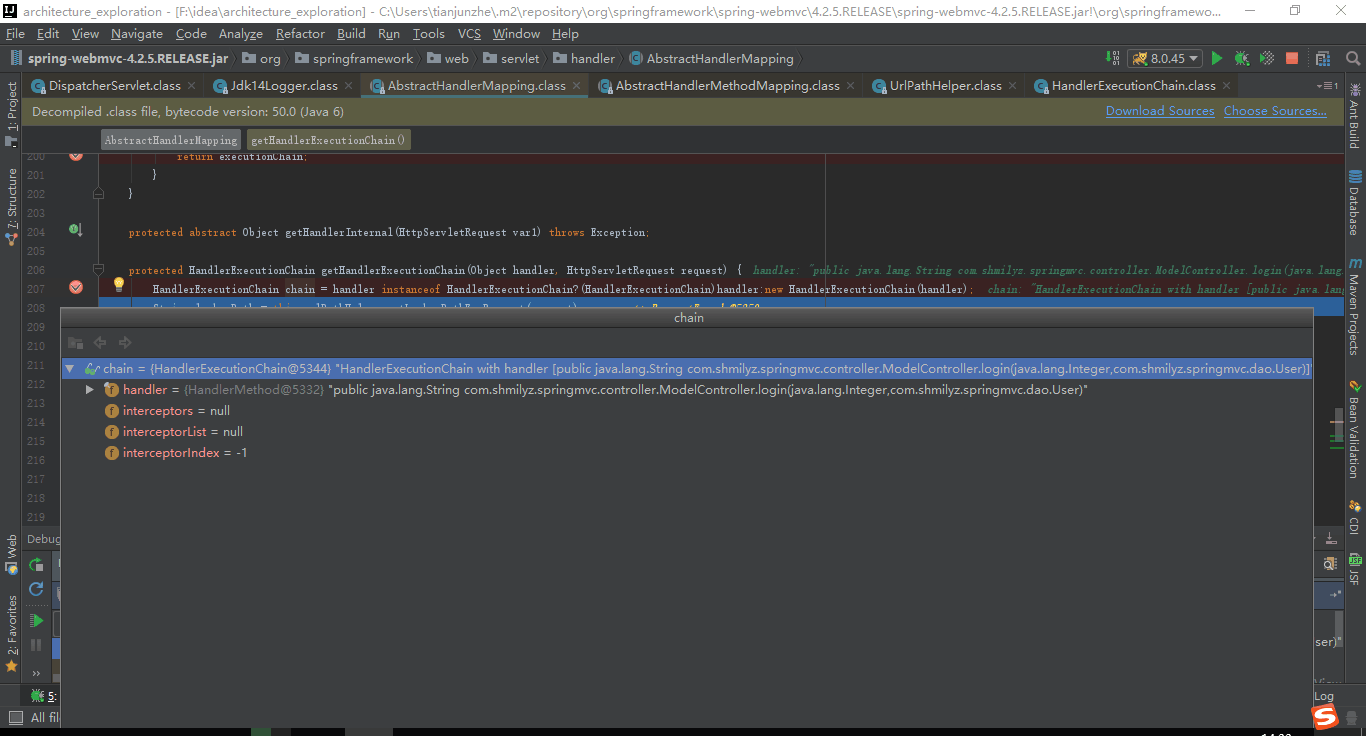 architecture_exploration - [F:\idea\architecture_exploration] - C:\Users\tianjunzhe\.m2\repository\org\springframework\spring-webmvc\4.2.5.RELEASE\spring-webmvc-4.2.5.RELEASE.jar!\org\springframewo...
File Edit View Navigate Code Analyze Refactor Build Run Tools VCS Window Help
spring-webmvc-4.2.5.RELEASE.jar org springframework web servlet handler AbstractHandlerMapping 8.0.45
DispatcherServlet.class Jdk14Logger.class AbstractHandlerMapping.class AbstractHandlerMethodMapping.class UrlPathHelper.class HandlerExecutionChain.class
Decompiled .class file, bytecode version: 50.0 (Java 6) Download Sources Choose Sources...
AbstractHandlerMapping getHandlerExecutionChain()
200 return executionChain;
201 }
202 }
203
204 protected abstract Object getHandlerInternal(HttpServletRequest var1) throws Exception;
205
206 protected HandlerExecutionChain getHandlerExecutionChain(Object handler, HttpServletRequest request) { handler: "public java.lang.String com.shmilyz.springmvc.controller.ModelController.login(java.lang.
207 HandlerExecutionChain chain = handler instanceof HandlerExecutionChain?(HandlerExecutionChain)handler:new HandlerExecutionChain(handler); chain: "HandlerExecutionChain with handler [public java.lang
208
209
210
211
212
213
214
215
216
217
218
219
chain
chain = {HandlerExecutionChain@5344} "HandlerExecutionChain with handler [public java.lang.String com.shmilyz.springmvc.controller.ModelController.login(java.lang.Integer,com.shmilyz.springmvc.dao.User)]"
handler = {HandlerMethod@5332} "public java.lang.String com.shmilyz.springmvc.controller.ModelController.login(java.lang.Integer,com.shmilyz.springmvc.dao.User)"
interceptors = null
interceptorList = null
interceptorIndex = -1
1: Project
7: Structure
Web
2: Favorites
Ant Build
Database
Maven Projects
Bean Validation
CDI
JSF
Debug
ser)"
5:
Log
All fil